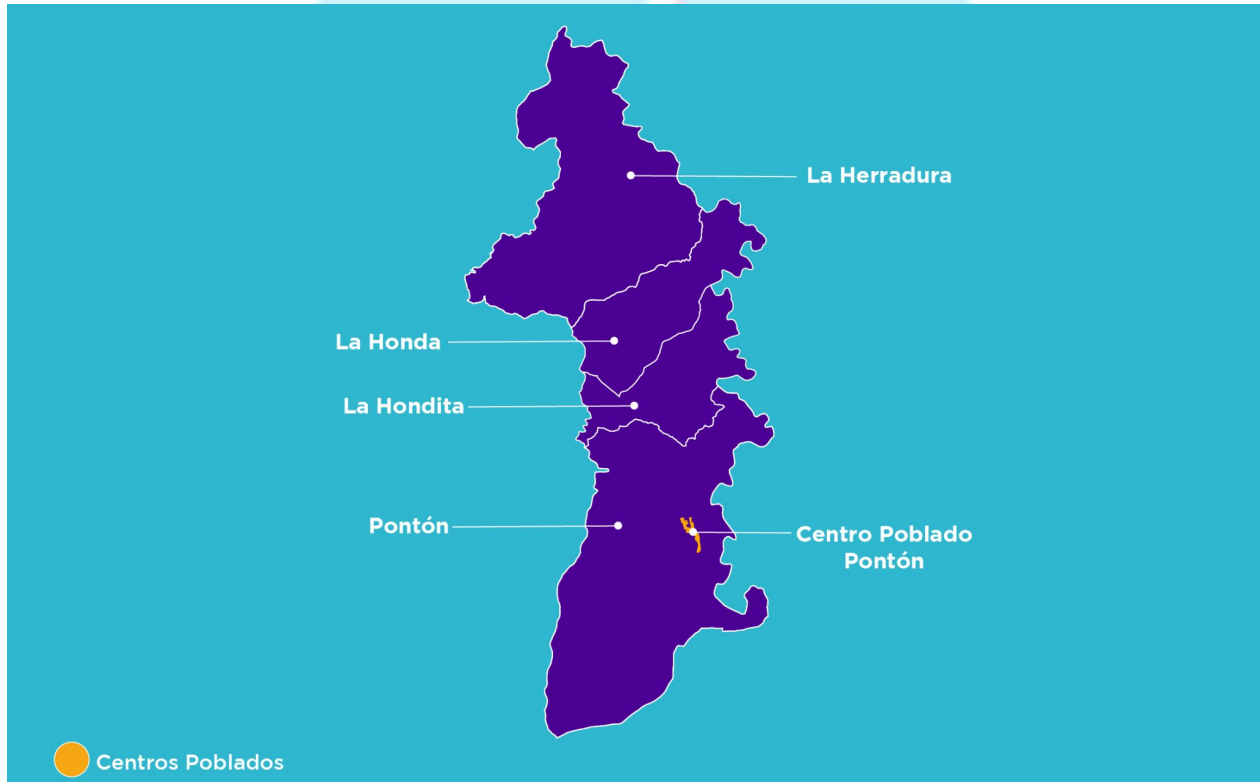 La Herradura
La Honda
La Hondita
Pontón
Centro Poblado
Pontón
Centros Poblados